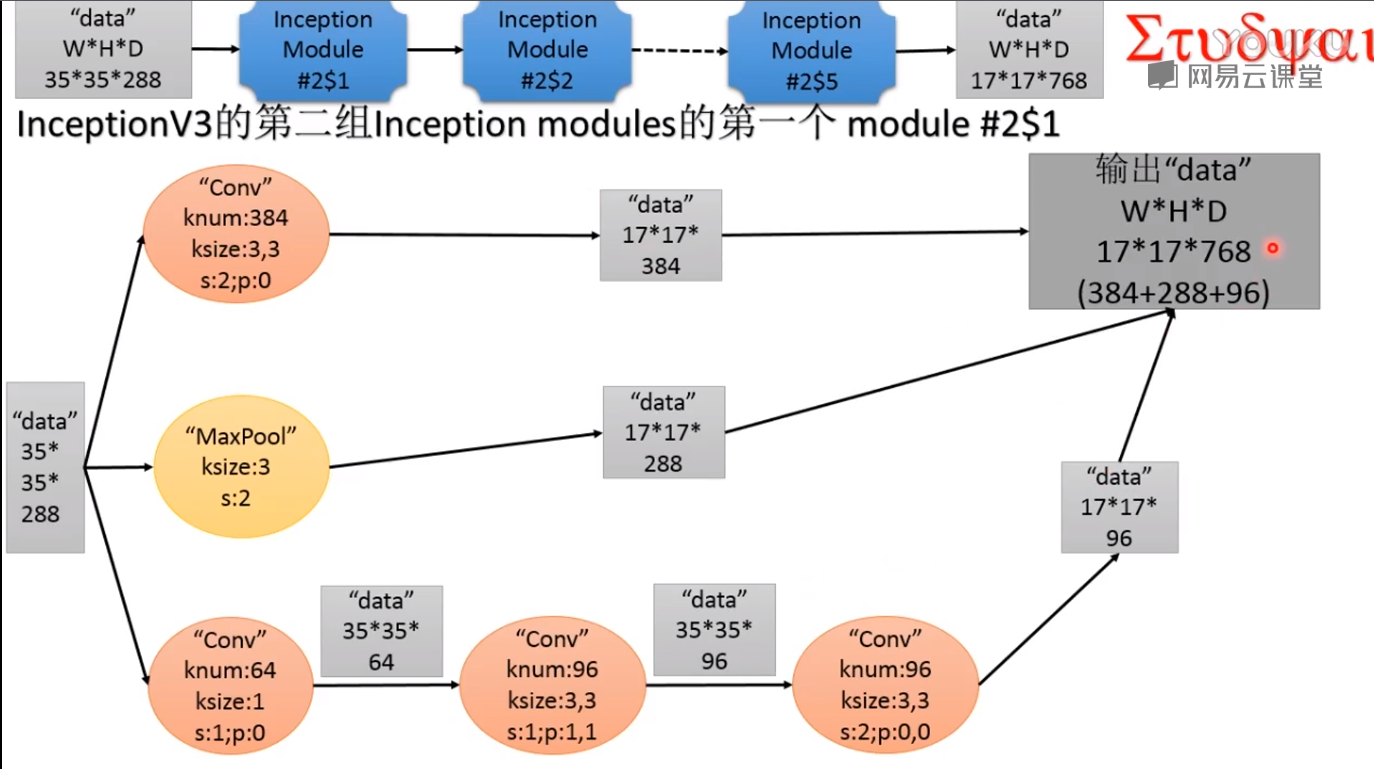 “data”
W*H*D
35*35*288
Inception
Module
#2$1
Inception
Module
#2$2
Inception
Module
#2$5
“data”
W*H*D
17*17*768
Στυdψαι
YOUKU
网易云课堂
InceptionV3的第二组Inception modules的第一个 module #2$1
“Conv”
knum:384
ksize:3,3
s:2;p:0
“data”
17*17*
384
输出“data”
W*H*D
17*17*768
(384+288+96)
“data”
35*
35*
288
“MaxPool”
ksize:3
s:2
“data”
17*17*
288
“data”
17*17*
96
“Conv”
knum:64
ksize:1
s:1;p:0
“data”
35*35*
64
“Conv”
knum:96
ksize:3,3
s:1;p:1,1
“data”
35*35*
96
“Conv”
knum:96
ksize:3,3
s:2;p:0,0